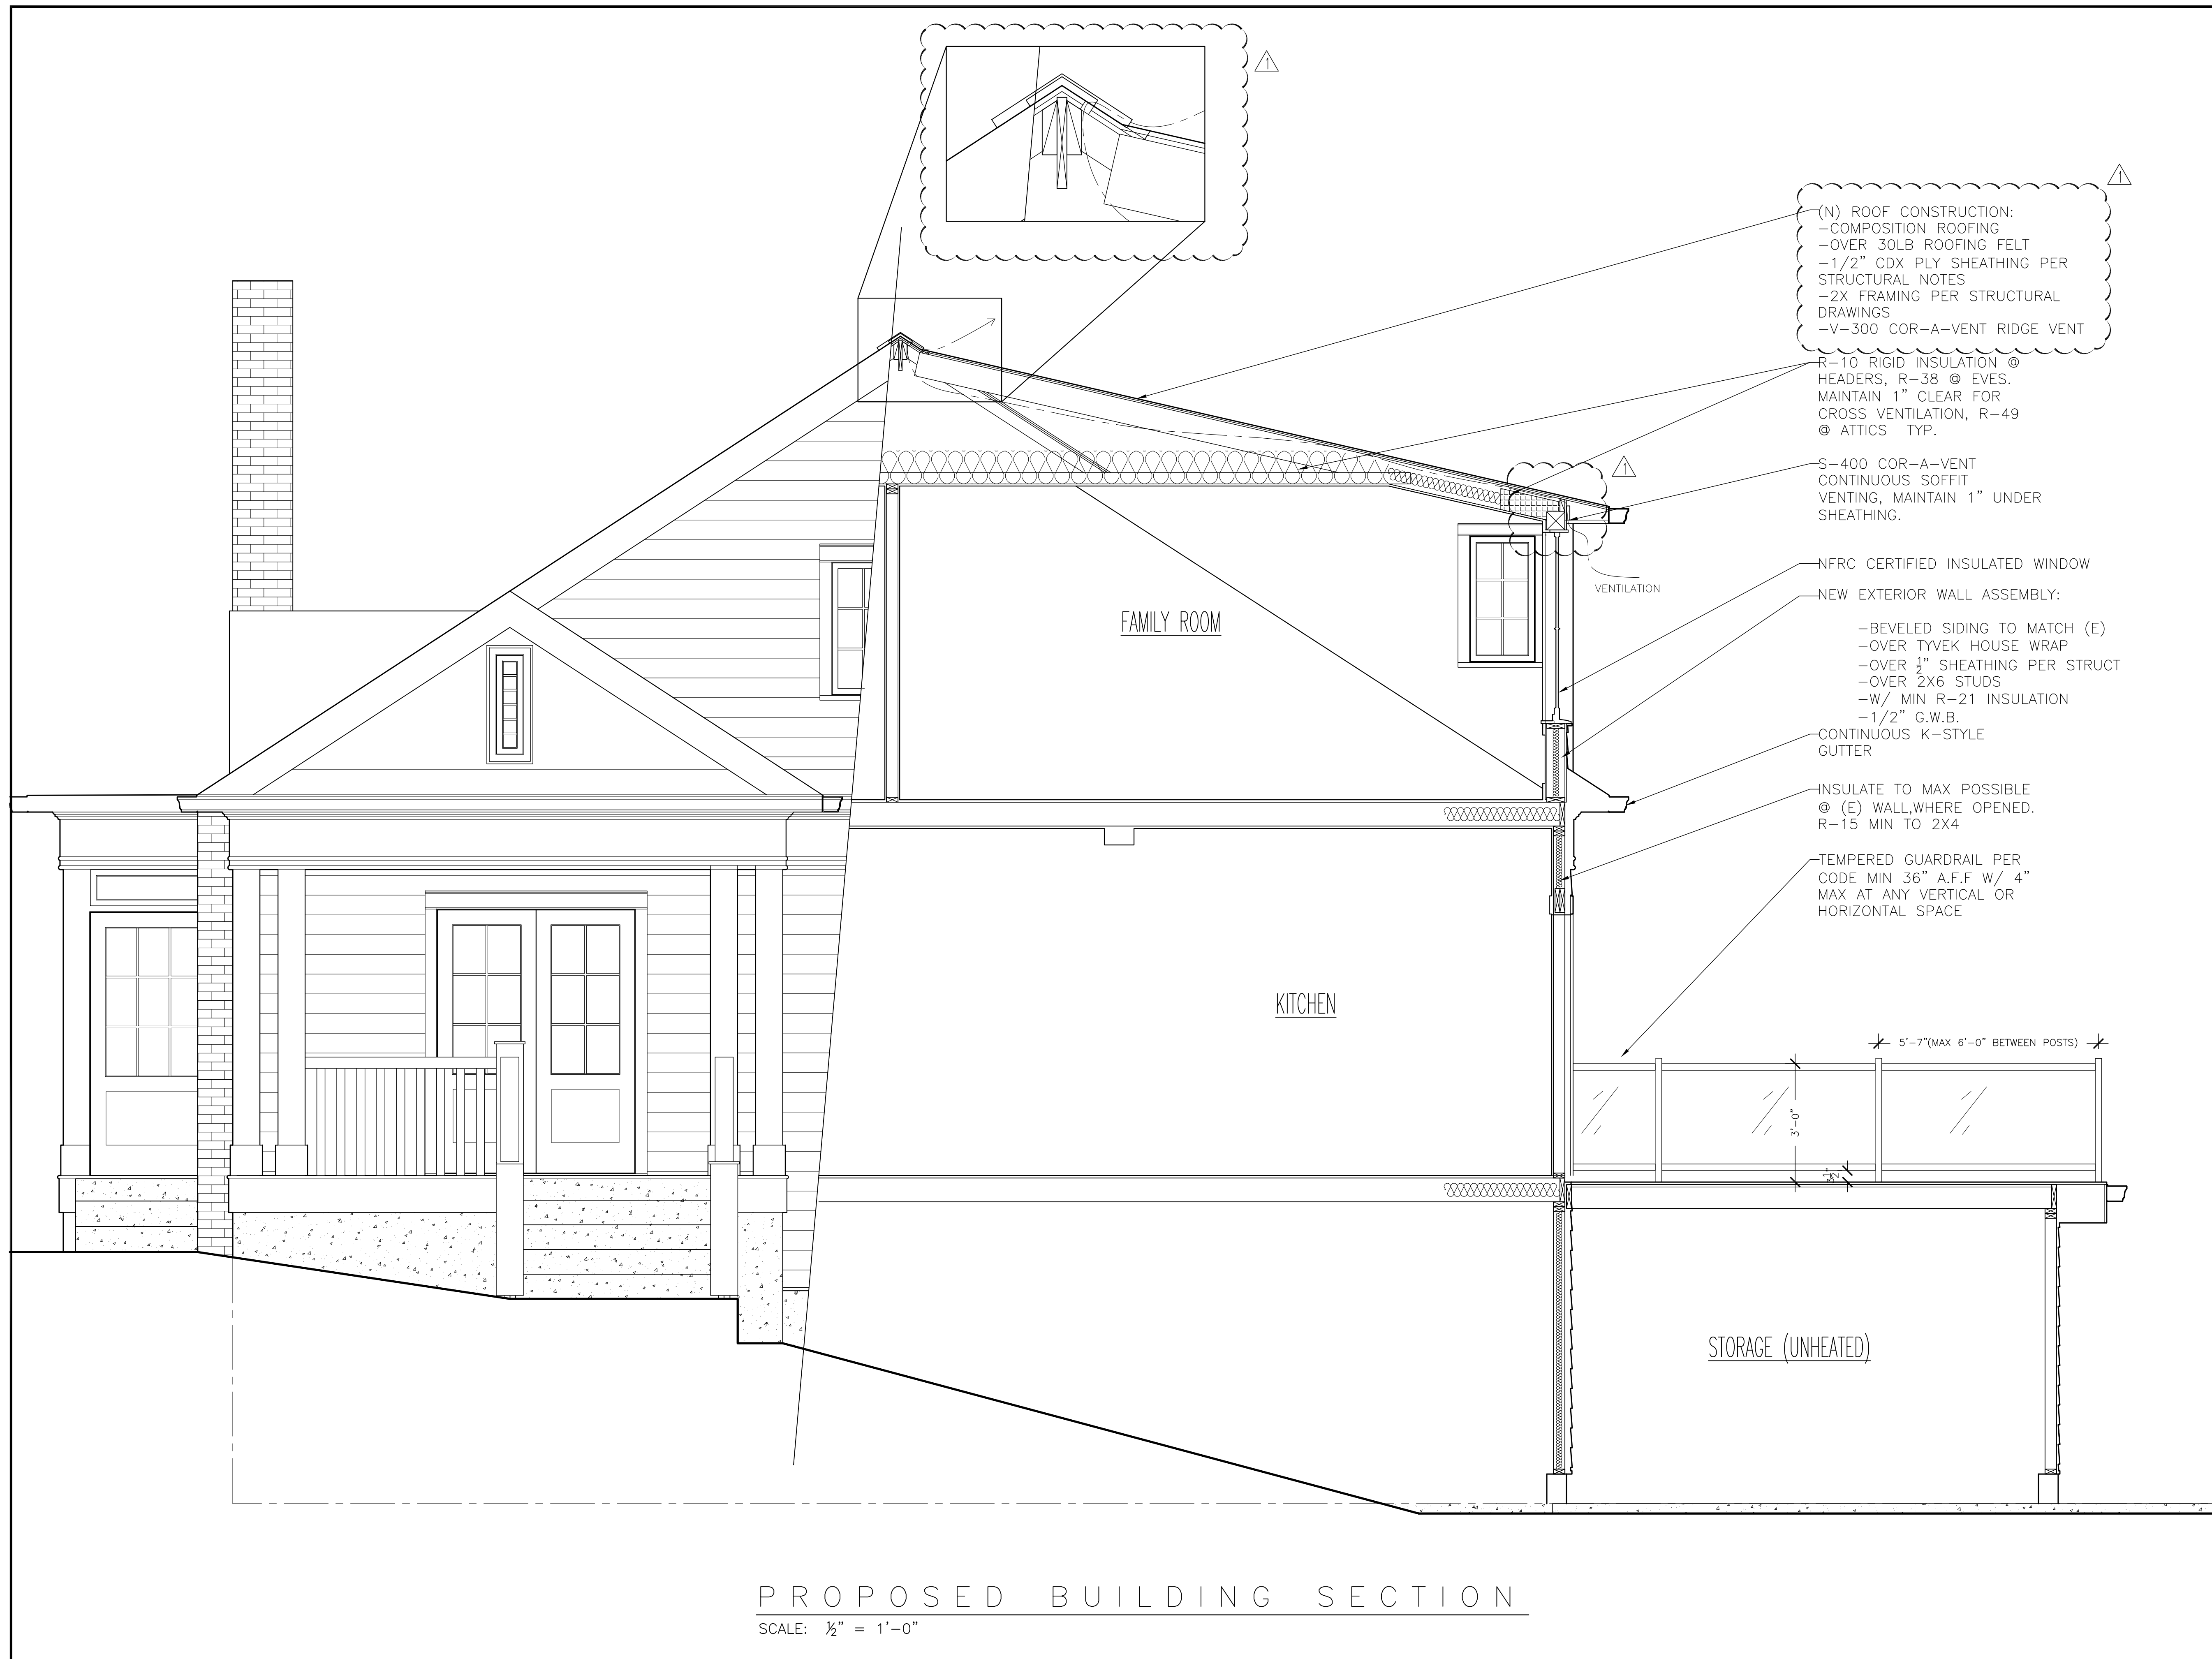 1
1
(N) ROOF CONSTRUCTION:
-COMPOSITION ROOFING
-OVER 30LB ROOFING FELT
-1/2" CDX PLY SHEATHING PER
STRUCTURAL NOTES
-2X FRAMING PER STRUCTURAL
DRAWINGS
-V-300 COR-A-VENT RIDGE VENT
R-10 RIGID INSULATION @
HEADERS, R-38 @ EVES.
MAINTAIN 1" CLEAR FOR
CROSS VENTILATION, R-49
@ ATTICS TYP.
1
S-400 COR-A-VENT
CONTINUOUS SOFFIT
VENTING, MAINTAIN 1" UNDER
SHEATHING.
NFRC CERTIFIED INSULATED WINDOW
VENTILATION
NEW EXTERIOR WALL ASSEMBLY:
-BEVELED SIDING TO MATCH (E)
-OVER TYVEK HOUSE WRAP
-OVER ½" SHEATHING PER STRUCT
-OVER 2X6 STUDS
-W/ MIN R-21 INSULATION
-1/2" G.W.B.
FAMILY ROOM
CONTINUOUS K-STYLE
GUTTER
INSULATE TO MAX POSSIBLE
@ (E) WALL,WHERE OPENED.
R-15 MIN TO 2X4
TEMPERED GUARDRAIL PER
CODE MIN 36" A.F.F W/ 4"
MAX AT ANY VERTICAL OR
HORIZONTAL SPACE
KITCHEN
5'-7"(MAX 6'-0" BETWEEN POSTS)
3'-0"
3½"
STORAGE (UNHEATED)
PROPOSED BUILDING SECTION
SCALE: ½" = 1'-0"